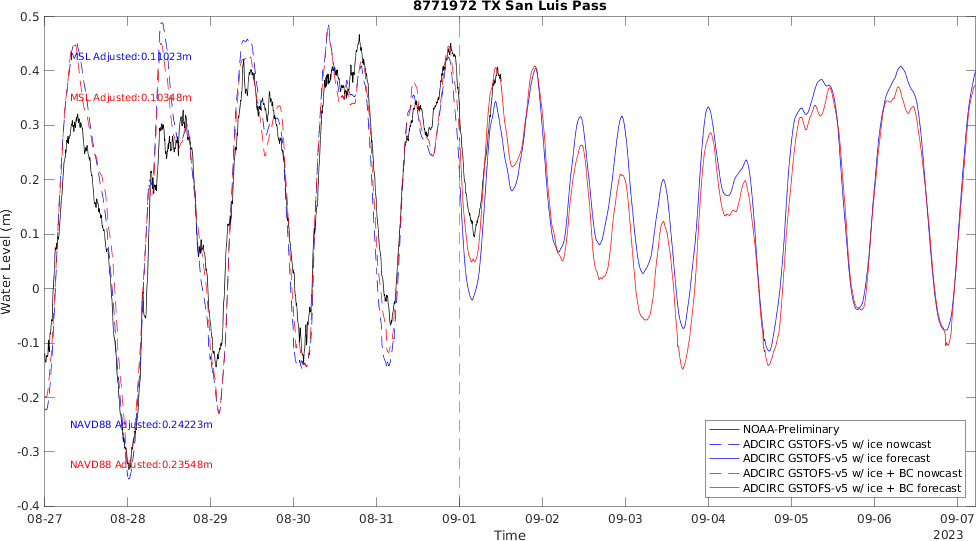 8771972 TX San Luis Pass
Water Level (m)
0.5
0.4
0.3
0.2
0.1
0
-0.1
-0.2
-0.3
-0.4
MSL Adjusted:0.11023m
MSL Adjusted:0.10348m
NAVD88 Adjusted:0.24223m
NAVD88 Adjusted:0.23548m
NOAA-Preliminary
ADCIRC GSTOFS-v5 w/ ice nowcast
ADCIRC GSTOFS-v5 w/ ice forecast
ADCIRC GSTOFS-v5 w/ ice + BC nowcast
ADCIRC GSTOFS-v5 w/ ice + BC forecast
08-27 08-28 08-29 08-30 08-31 09-01 09-02 09-03 09-04 09-05 09-06 09-07
2023
Time